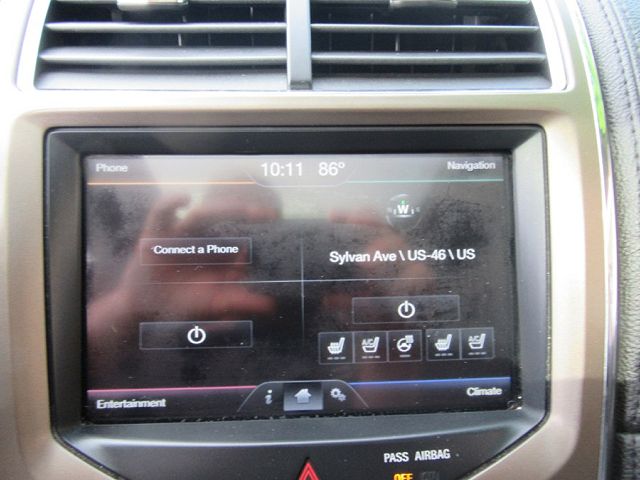 Phone
10:11 86°
Navigation
W
Connect a Phone
Sylvan Ave \ US-46 \ US
A/C
A/C
Entertainment
i
Climate
PASS AIRBAG
OFF